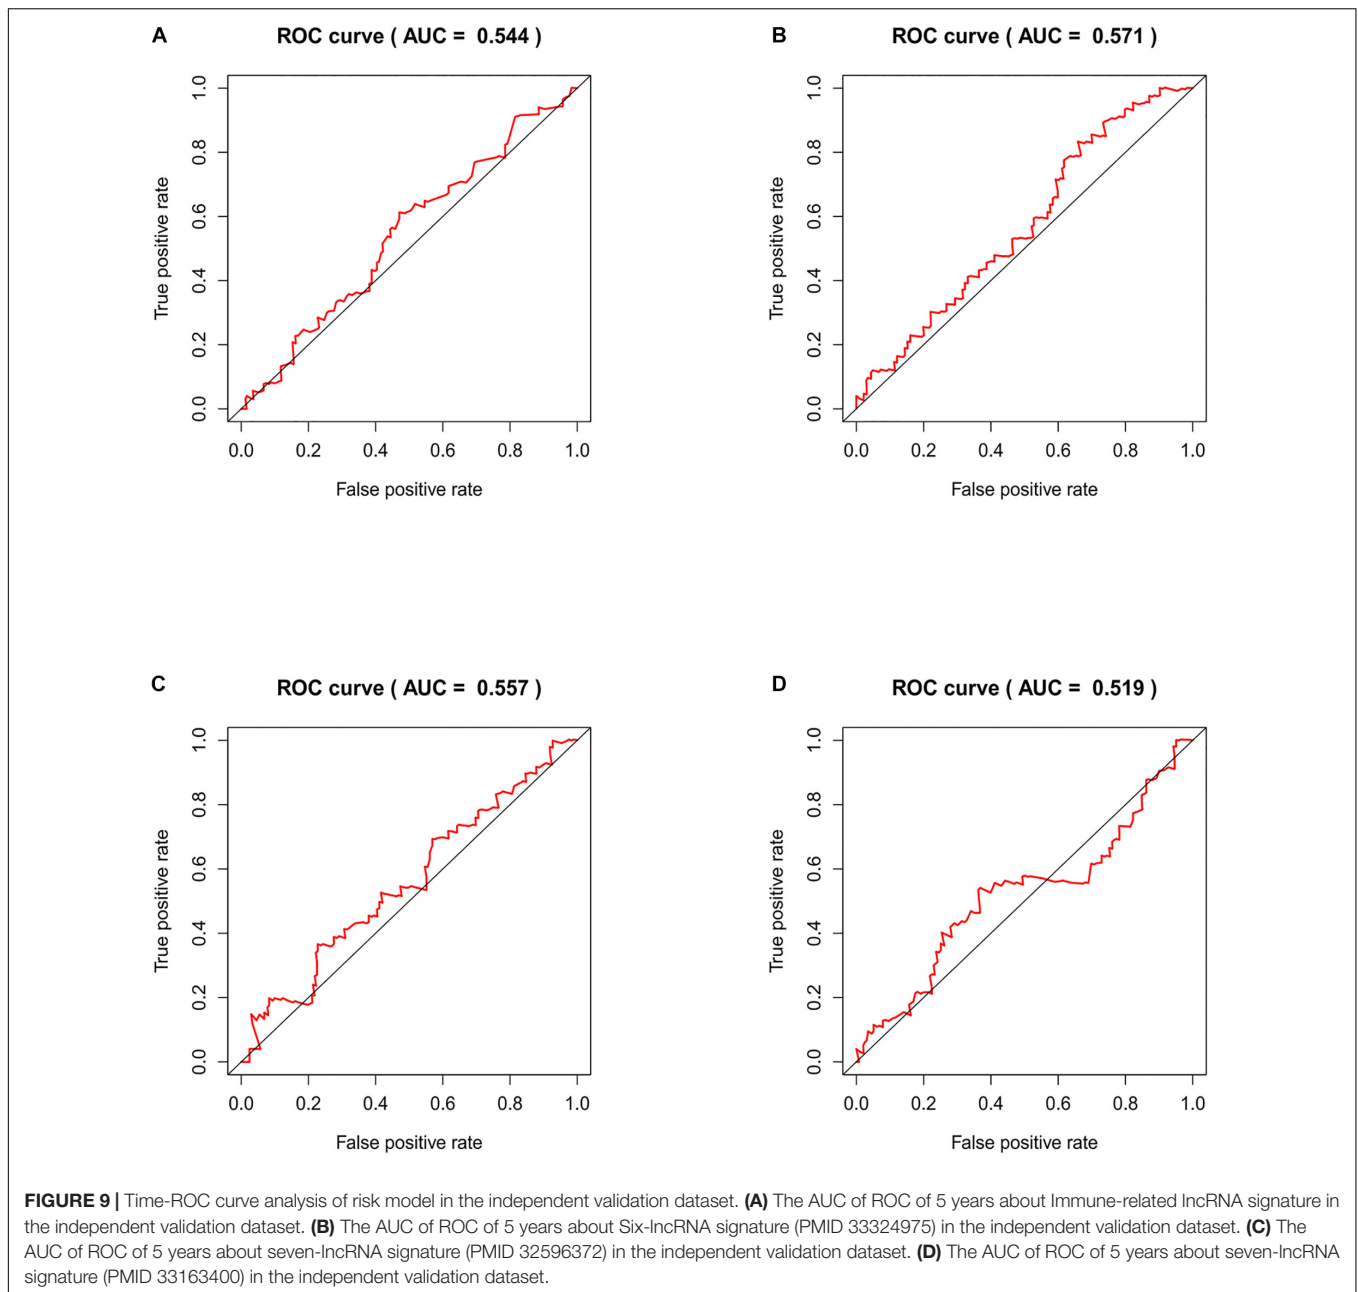 A
ROC curve ( AUC = 0.544 )
True positive rate
1.0
0.8
0.6
0.4
0.2
0.0
0.0 0.2 0.4 0.6 0.8 1.0
False positive rate
B
ROC curve ( AUC = 0.571 )
True positive rate
1.0
0.8
0.6
0.4
0.2
0.0
0.0 0.2 0.4 0.6 0.8 1.0
False positive rate
C
ROC curve ( AUC = 0.557 )
True positive rate
1.0
0.8
0.6
0.4
0.2
0.0
0.0 0.2 0.4 0.6 0.8 1.0
False positive rate
D
ROC curve ( AUC = 0.519 )
True positive rate
1.0
0.8
0.6
0.4
0.2
0.0
0.0 0.2 0.4 0.6 0.8 1.0
False positive rate
FIGURE 9 | Time-ROC curve analysis of risk model in the independent validation dataset. (A) The AUC of ROC of 5 years about Immune-related lncRNA signature in
the independent validation dataset. (B) The AUC of ROC of 5 years about Six-lncRNA signature (PMID 33324975) in the independent validation dataset. (C) The
AUC of ROC of 5 years about seven-lncRNA signature (PMID 32596372) in the independent validation dataset. (D) The AUC of ROC of 5 years about seven-lncRNA
signature (PMID 33163400) in the independent validation dataset.